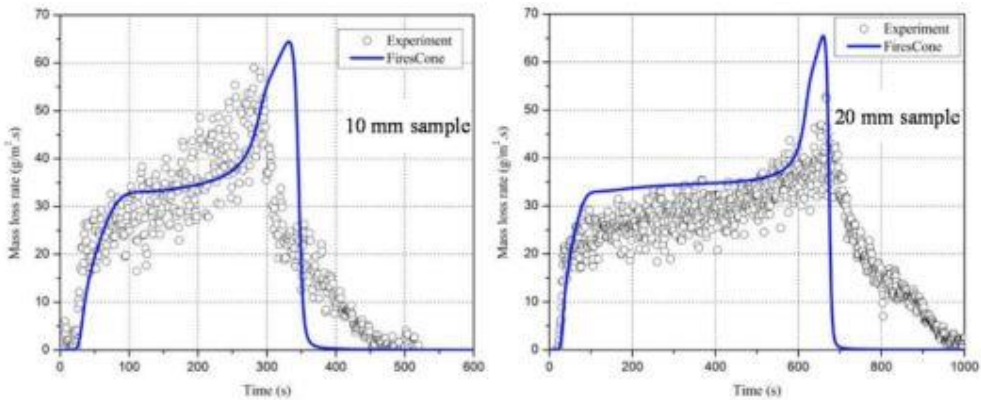 70
60
50
40
30
20
10
0
Mass loss rate (g/m².s)
Experiment
FiresCone
10 mm sample
0 100 200 300 400 500 600
Time (s)
70
60
50
40
30
20
10
0
Mass loss rate (g/m².s)
Experiment
FiresCone
20 mm sample
0 200 400 600 800 1000
Time (s)